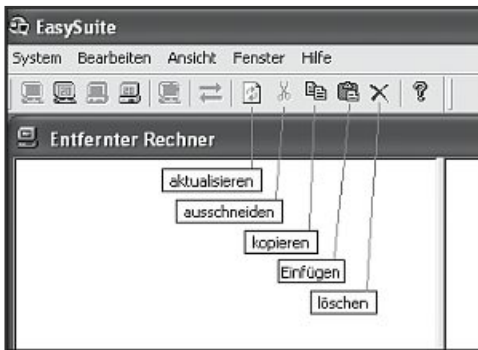 EasySuite
System Bearbeiten Ansicht Fenster Hilfe
?
Entfernter Rechner
aktualisieren
ausschneiden
kopieren
Einfügen
löschen